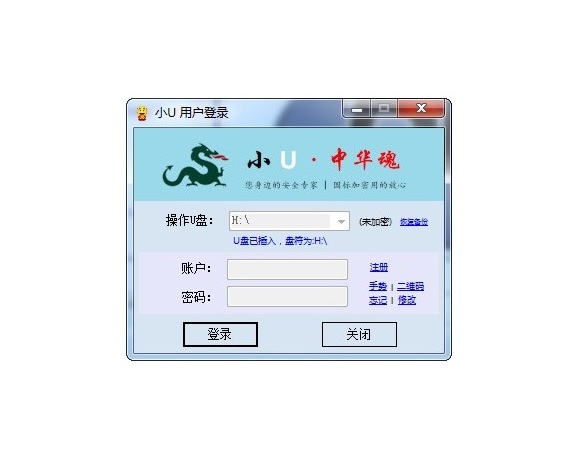 小U 用户登录
小U·中华魂
您身边的安全专家 | 国标加密用的放心
操作U盘： H:\ (未加密) 恢复备份
U盘已插入，盘符为:H:\
账户： 注册
密码： 手势 | 二维码
忘记 | 修改
登录 关闭